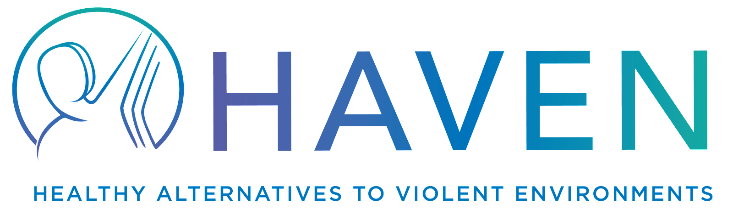 HAVEN
HEALTHY ALTERNATIVES TO VIOLENT ENVIRONMENTS